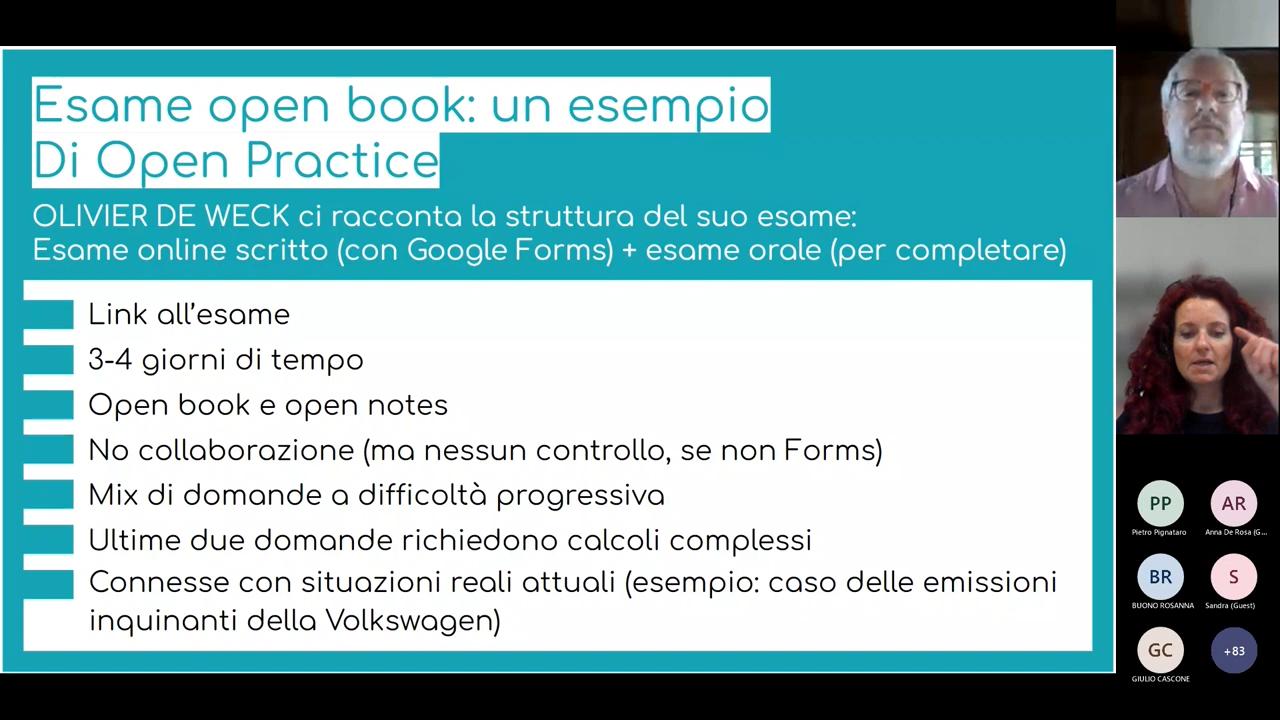 Esame open book: un esempio
Di Open Practice
OLIVIER DE WECK ci racconta la struttura del suo esame:
Esame online scritto (con Google Forms) + esame orale (per completare)
Link all’esame
3-4 giorni di tempo
Open book e open notes
No collaborazione (ma nessun controllo, se non Forms)
Mix di domande a difficoltà progressiva
Ultime due domande richiedono calcoli complessi
Connesse con situazioni reali attuali (esempio: caso delle emissioni
inquinanti della Volkswagen)
PP
AR
Pietro Pignataro
Anna De Rosa (G...
BR
S
BUONO ROSANNA
Sandra (Guest)
GC
+83
GIULIO CASCONE